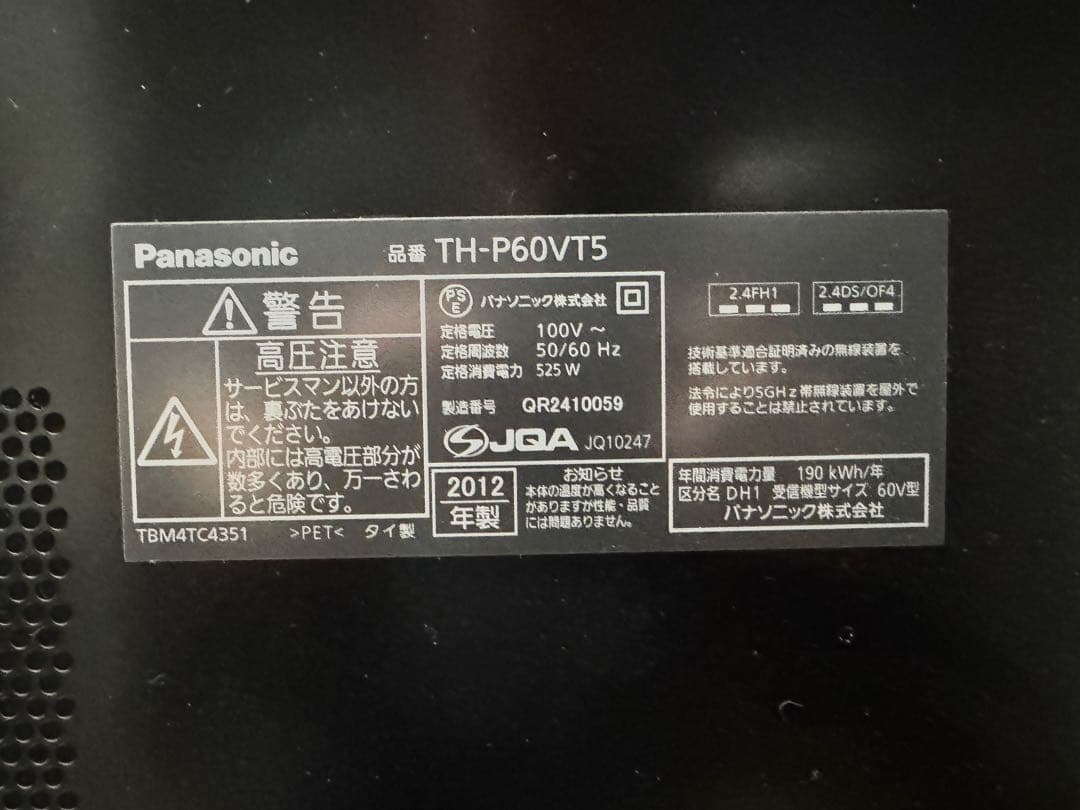 Panasonic 品番 TH-P60VT5
警告
高圧注意
サービスマン以外の方
は、裏ぶたをあけない
でください。
内部には高電圧部分が
数多くあり、万一さわ
ると危険です。
TBM4TC4351 >PET< タイ製
PSE パナソニック株式会社
定格電圧 100V ~
定格周波数 50/60 Hz
定格消費電力 525 W
製造番号 QR2410059
JQA JQ10247
2012
年製
お知らせ
本体の温度が高くなること
がありますが性能・品質
には問題ありません。
2.4FH1 2.4DS/OF4
技術基準適合証明済みの無線装置を
搭載しています。
法令により5GHz帯無線装置を屋外で
使用することは禁止されています。
年間消費電力量 190 kWh/年
区分名 DH1 受信機型サイズ 60V型
パナソニック株式会社